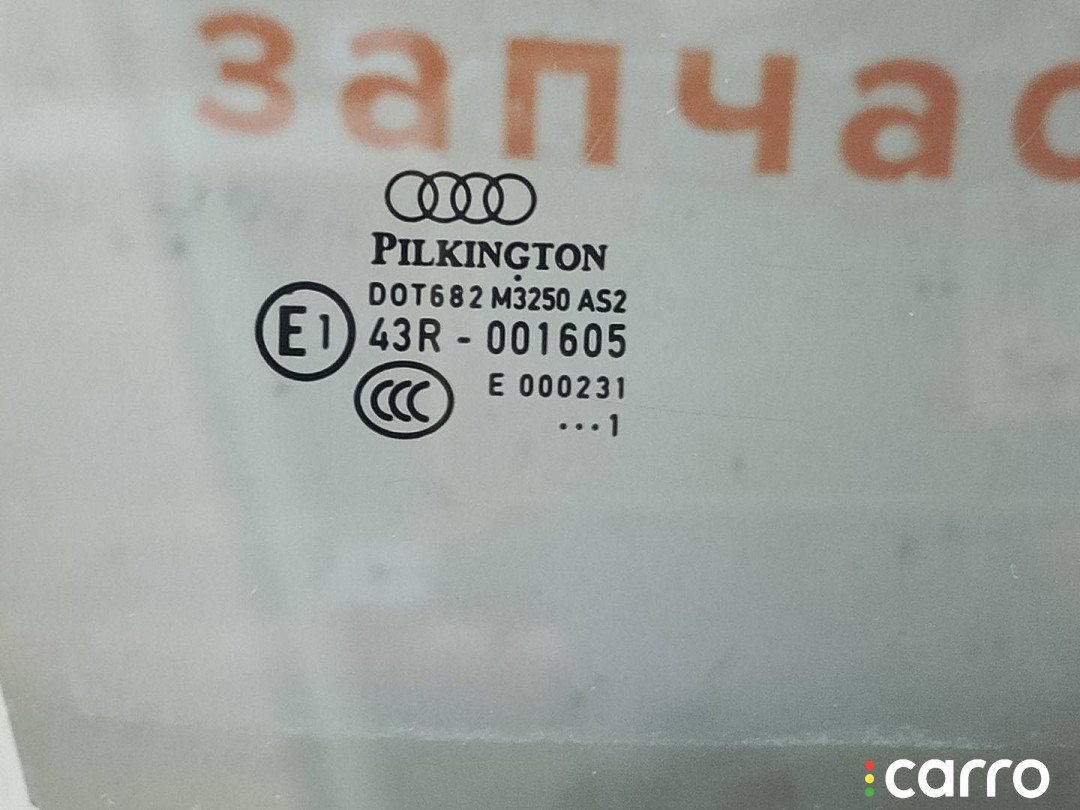 запчас
PILKINGTON
DOT682 M3250 AS2
E1 43R - 001605
CCC E 000231
...1
carro